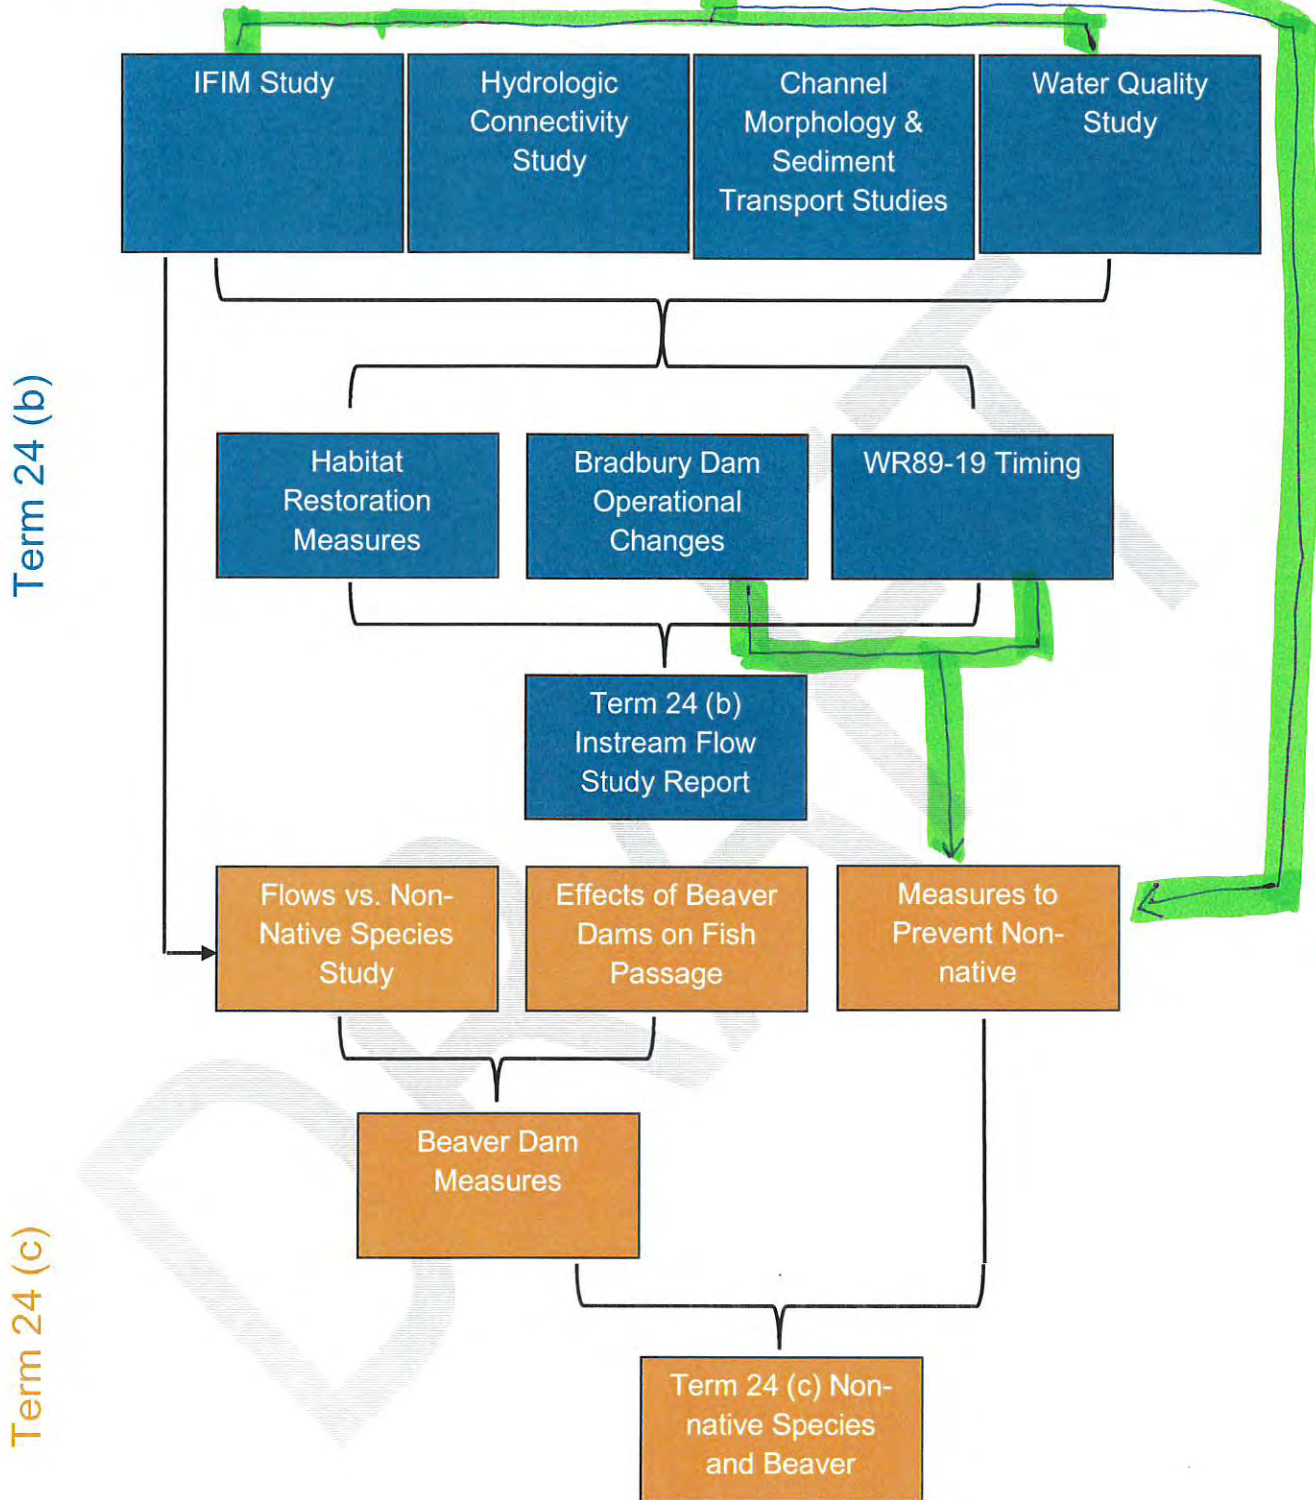 IFIM Study
Hydrologic
Connectivity
Study
Channel
Morphology &
Sediment
Transport Studies
Water Quality
Study
Term 24 (b)
Habitat
Restoration
Measures
Bradbury Dam
Operational
Changes
WR89-19 Timing
Term 24 (b)
Instream Flow
Study Report
Flows vs. Non-
Native Species
Study
Effects of Beaver
Dams on Fish
Passage
Measures to
Prevent Non-
native
Beaver Dam
Measures
Term 24 (c)
Term 24 (c) Non-
native Species
and Beaver
DRAFT